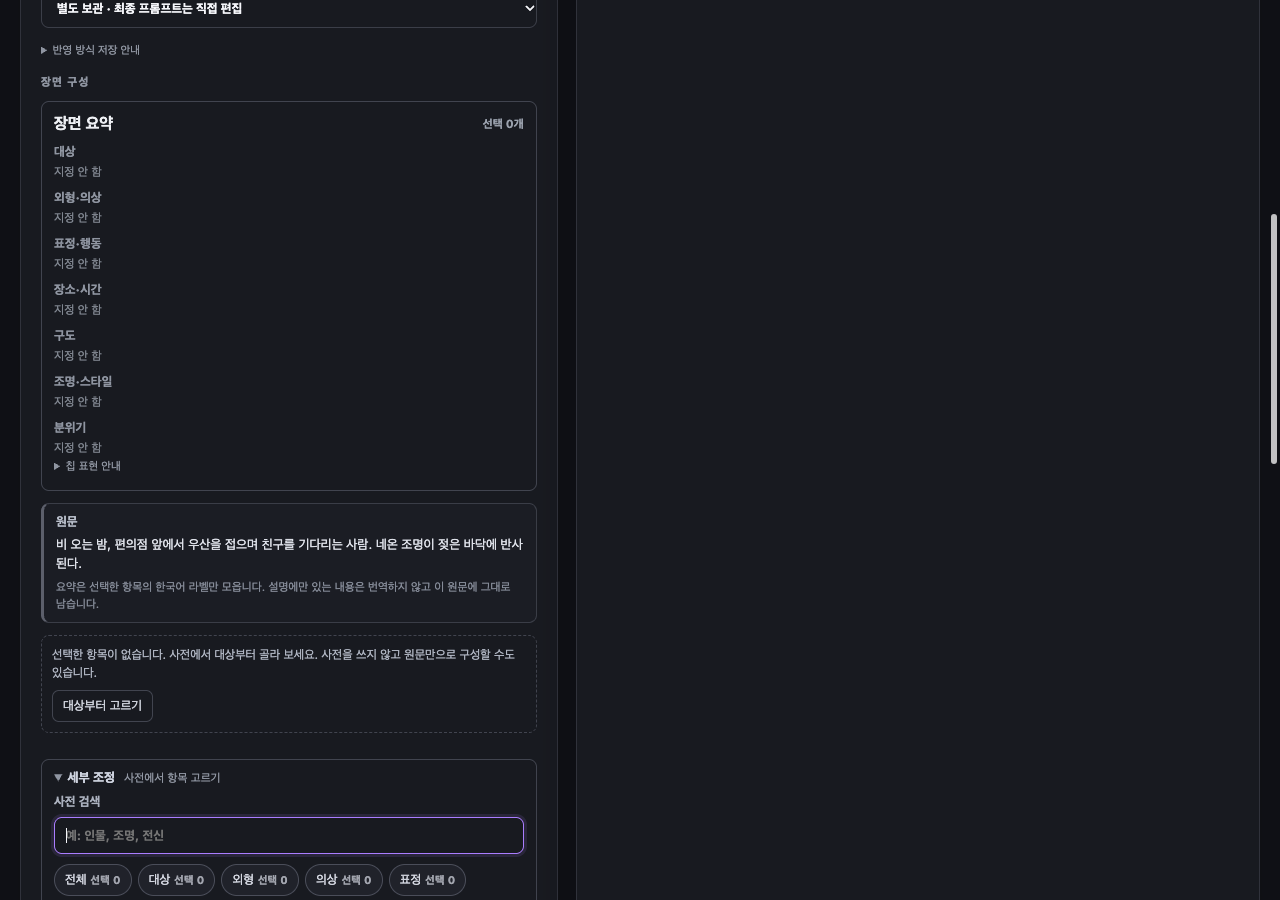 별도 보관 · 최종 프롬프트는 직접 편집
반영 방식 저장 안내
장면 구성
장면 요약
선택 0개
대상
지정 안 함
외형·의상
지정 안 함
표정·행동
지정 안 함
장소·시간
지정 안 함
구도
지정 안 함
조명·스타일
지정 안 함
분위기
지정 안 함
칩 표현 안내
원문
비 오는 밤, 편의점 앞에서 우산을 접으며 친구를 기다리는 사람. 네온 조명이 젖은 바닥에 반사
된다.
요약은 선택한 항목의 한국어 라벨만 모읍니다. 설명에만 있는 내용은 번역하지 않고 이 원문에 그대로
남습니다.
선택한 항목이 없습니다. 사전에서 대상부터 골라 보세요. 사전을 쓰지 않고 원문만으로 구성할 수도
있습니다.
대상부터 고르기
세부 조정 사전에서 항목 고르기
사전 검색
예: 인물, 조명, 전신
전체 선택 0 대상 선택 0 외형 선택 0 의상 선택 0 표정 선택 0